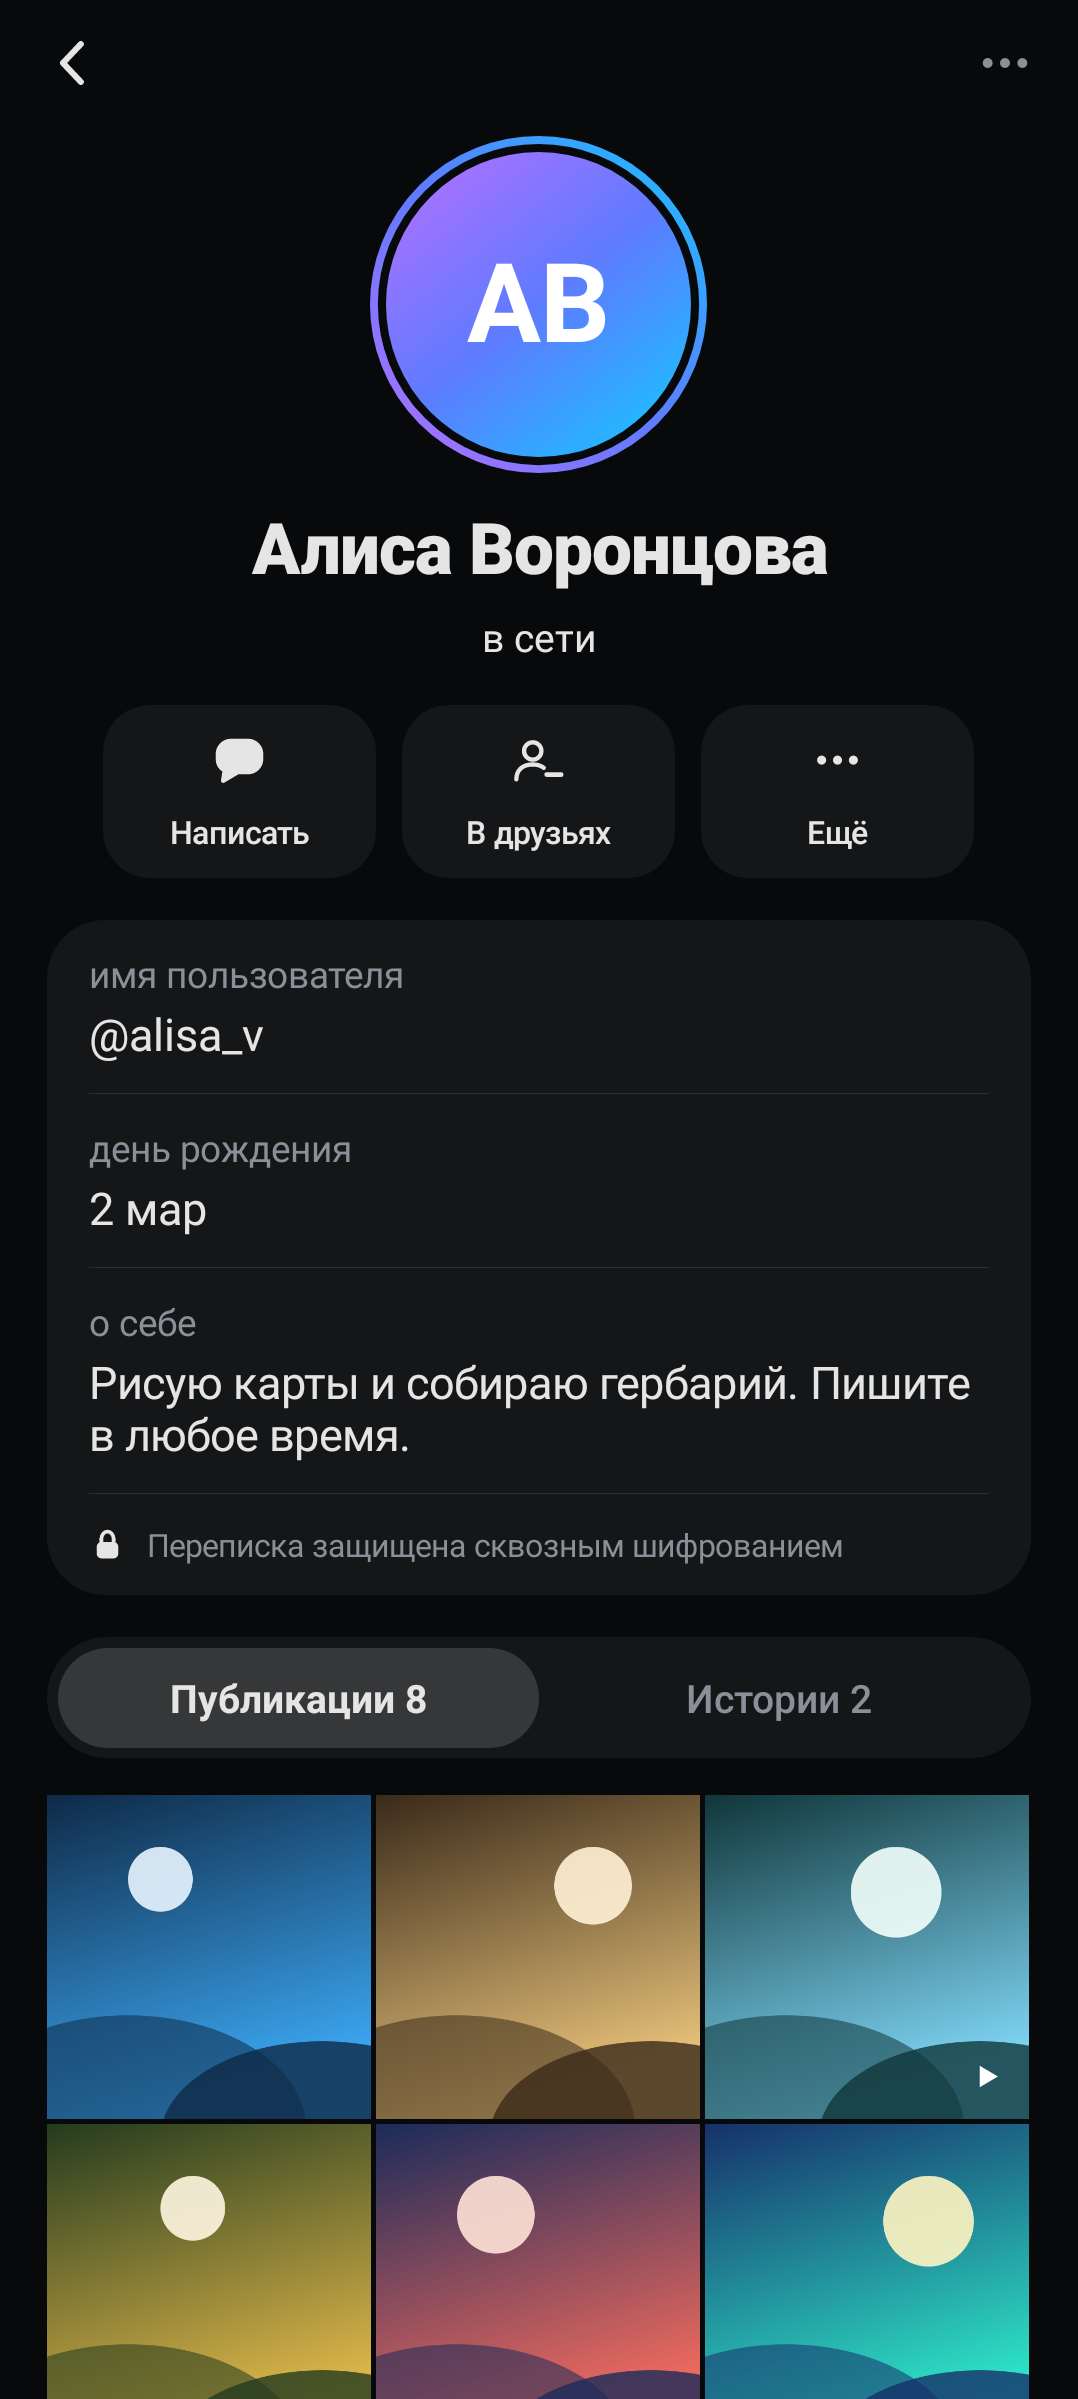 АВ
Алиса Воронцова
в сети
Написать
В друзьях
Ещё
имя пользователя
@alisa_v
день рождения
2 мар
о себе
Рисую карты и собираю гербарий. Пишите
в любое время.
Переписка защищена сквозным шифрованием
Публикации 8
Истории 2